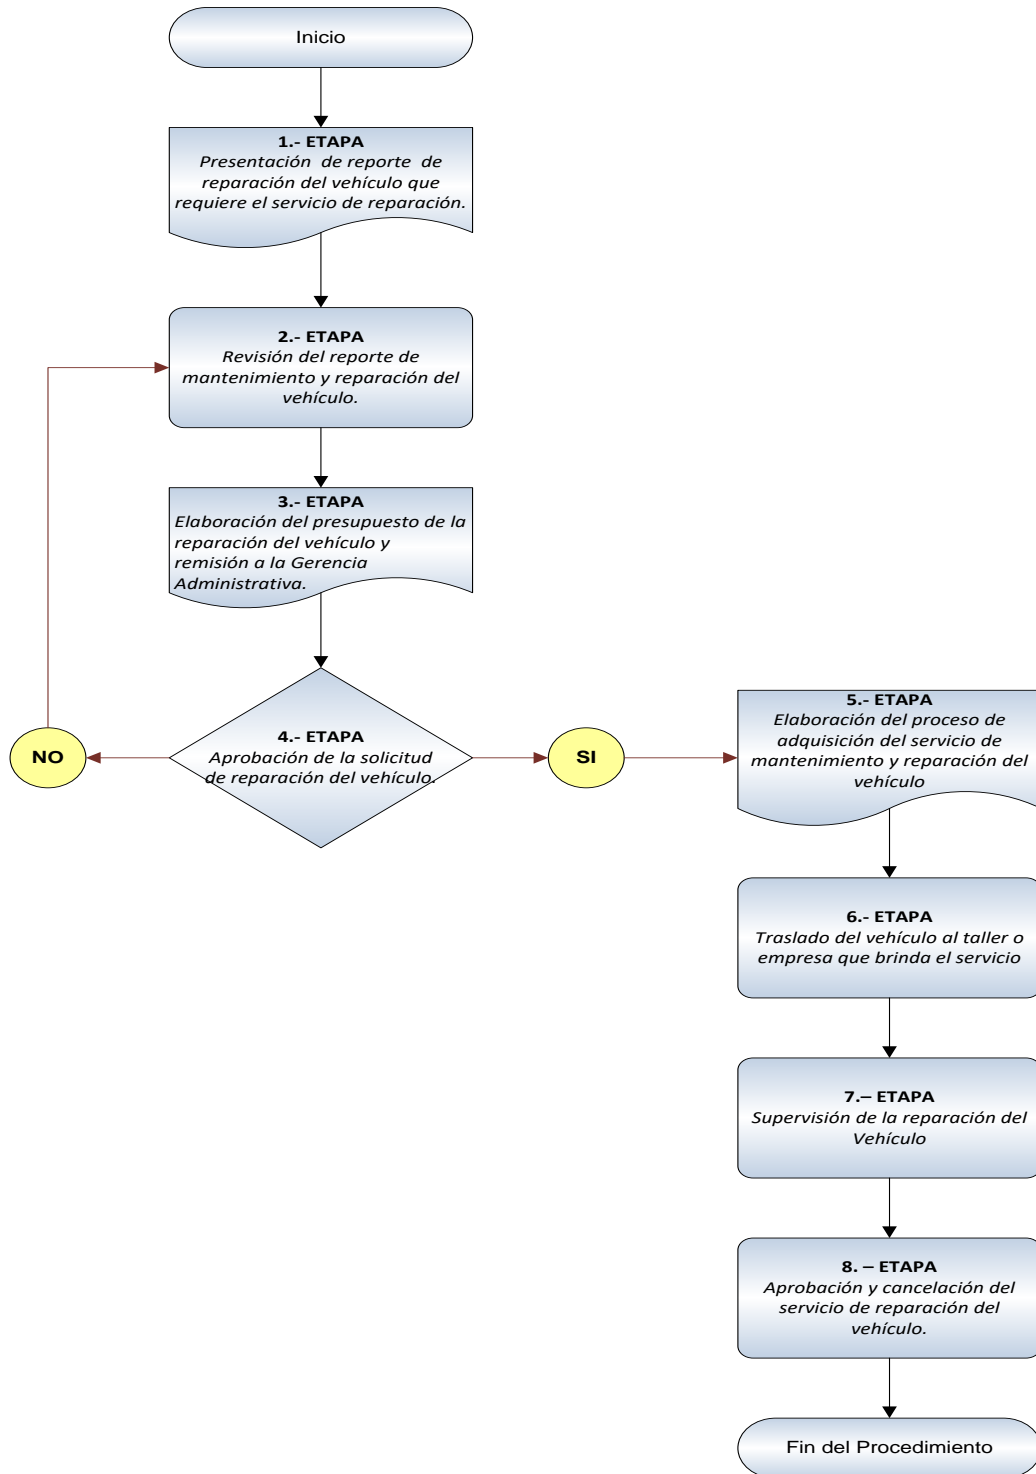 Inicio
1.- ETAPA
Presentación de reporte de
reparación del vehículo que
requiere el servicio de reparación.
2.- ETAPA
Revisión del reporte de
mantenimiento y reparación del
vehículo.
3.- ETAPA
Elaboración del presupuesto de la
reparación del vehículo y
remisión a la Gerencia
Administrativa.
4.- ETAPA
Aprobación de la solicitud
de reparación del vehículo.
NO
SI
5.- ETAPA
Elaboración del proceso de
adquisición del servicio de
mantenimiento y reparación del
vehículo
6.- ETAPA
Traslado del vehículo al taller o
empresa que brinda el servicio
7.– ETAPA
Supervisión de la reparación del
Vehículo
8. – ETAPA
Aprobación y cancelación del
servicio de reparación del
vehículo.
Fin del Procedimiento